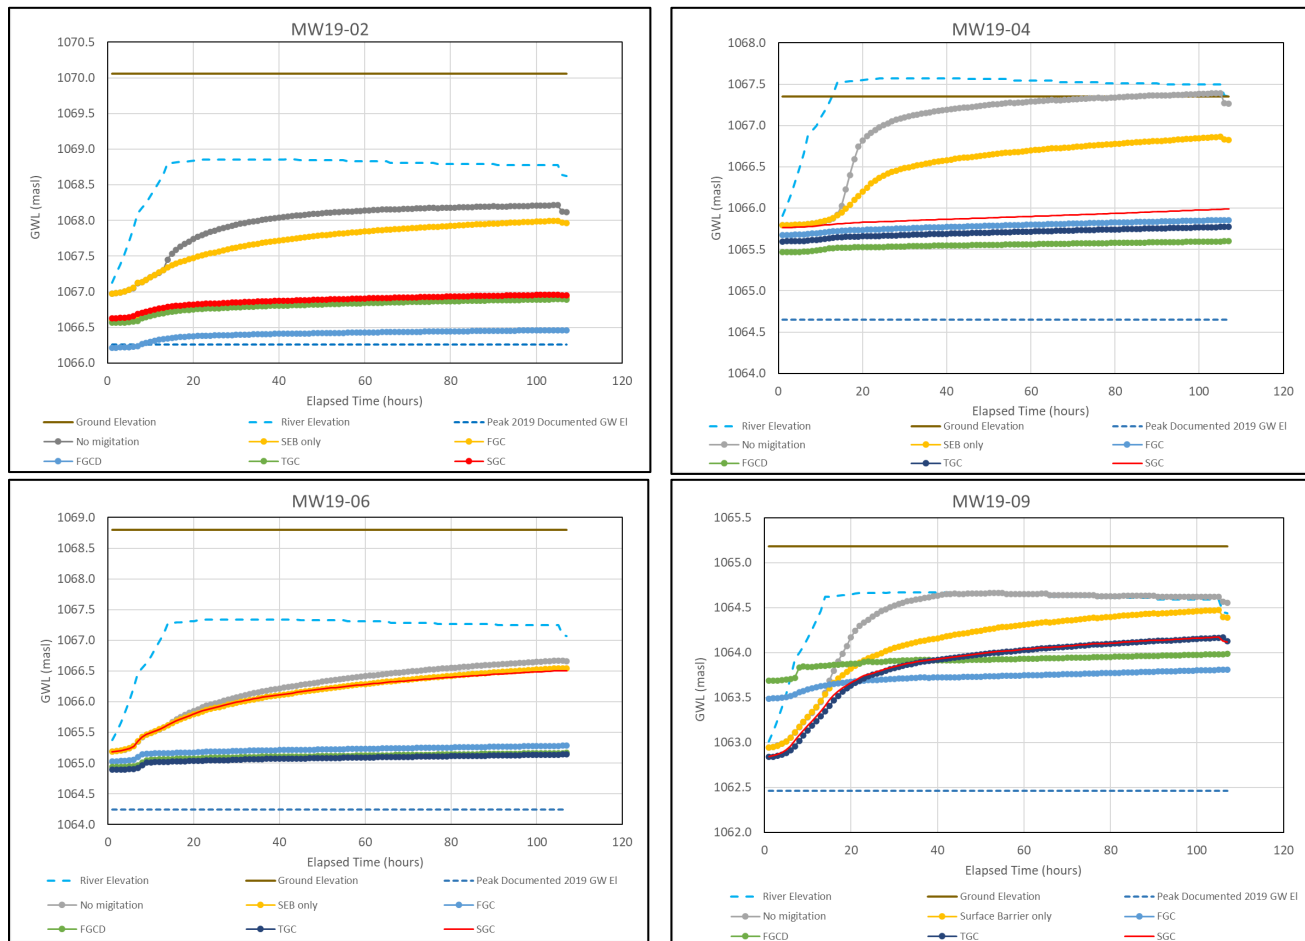 MW19-02
1070.5
1070.0
1069.5
1069.0
1068.5
1068.0
1067.5
1067.0
1066.5
1066.0
GWL (masl)
0 20 40 60 80 100 120
Elapsed Time (hours)
Ground Elevation River Elevation Peak 2019 Documented GW El
No migitation SEB only FGC
FGCD TGC SGC
MW19-04
1068.0
1067.5
1067.0
1066.5
1066.0
1065.5
1065.0
1064.5
1064.0
GWL (masl)
0 20 40 60 80 100 120
Elapsed Time (hours)
River Elevation Ground Elevation Peak Documented 2019 GW El
No migitation SEB only FGC
FGCD TGC SGC
MW19-06
1069.0
1068.5
1068.0
1067.5
1067.0
1066.5
1066.0
1065.5
1065.0
1064.5
1064.0
GWL (masl)
0 20 40 60 80 100 120
Elapsed Time (hours)
River Elevation Ground Elevation Peak Documented 2019 GW El
No migitation SEB only FGC
FGCD TGC SGC
MW19-09
1065.5
1065.0
1064.5
1064.0
1063.5
1063.0
1062.5
1062.0
GWL (masl)
0 20 40 60 80 100 120
Elapsed Time (hours)
River Elevation Ground Elevation Peak Documented 2019 GW El
No migitation Surface Barrier only FGC
FGCD TGC SGC